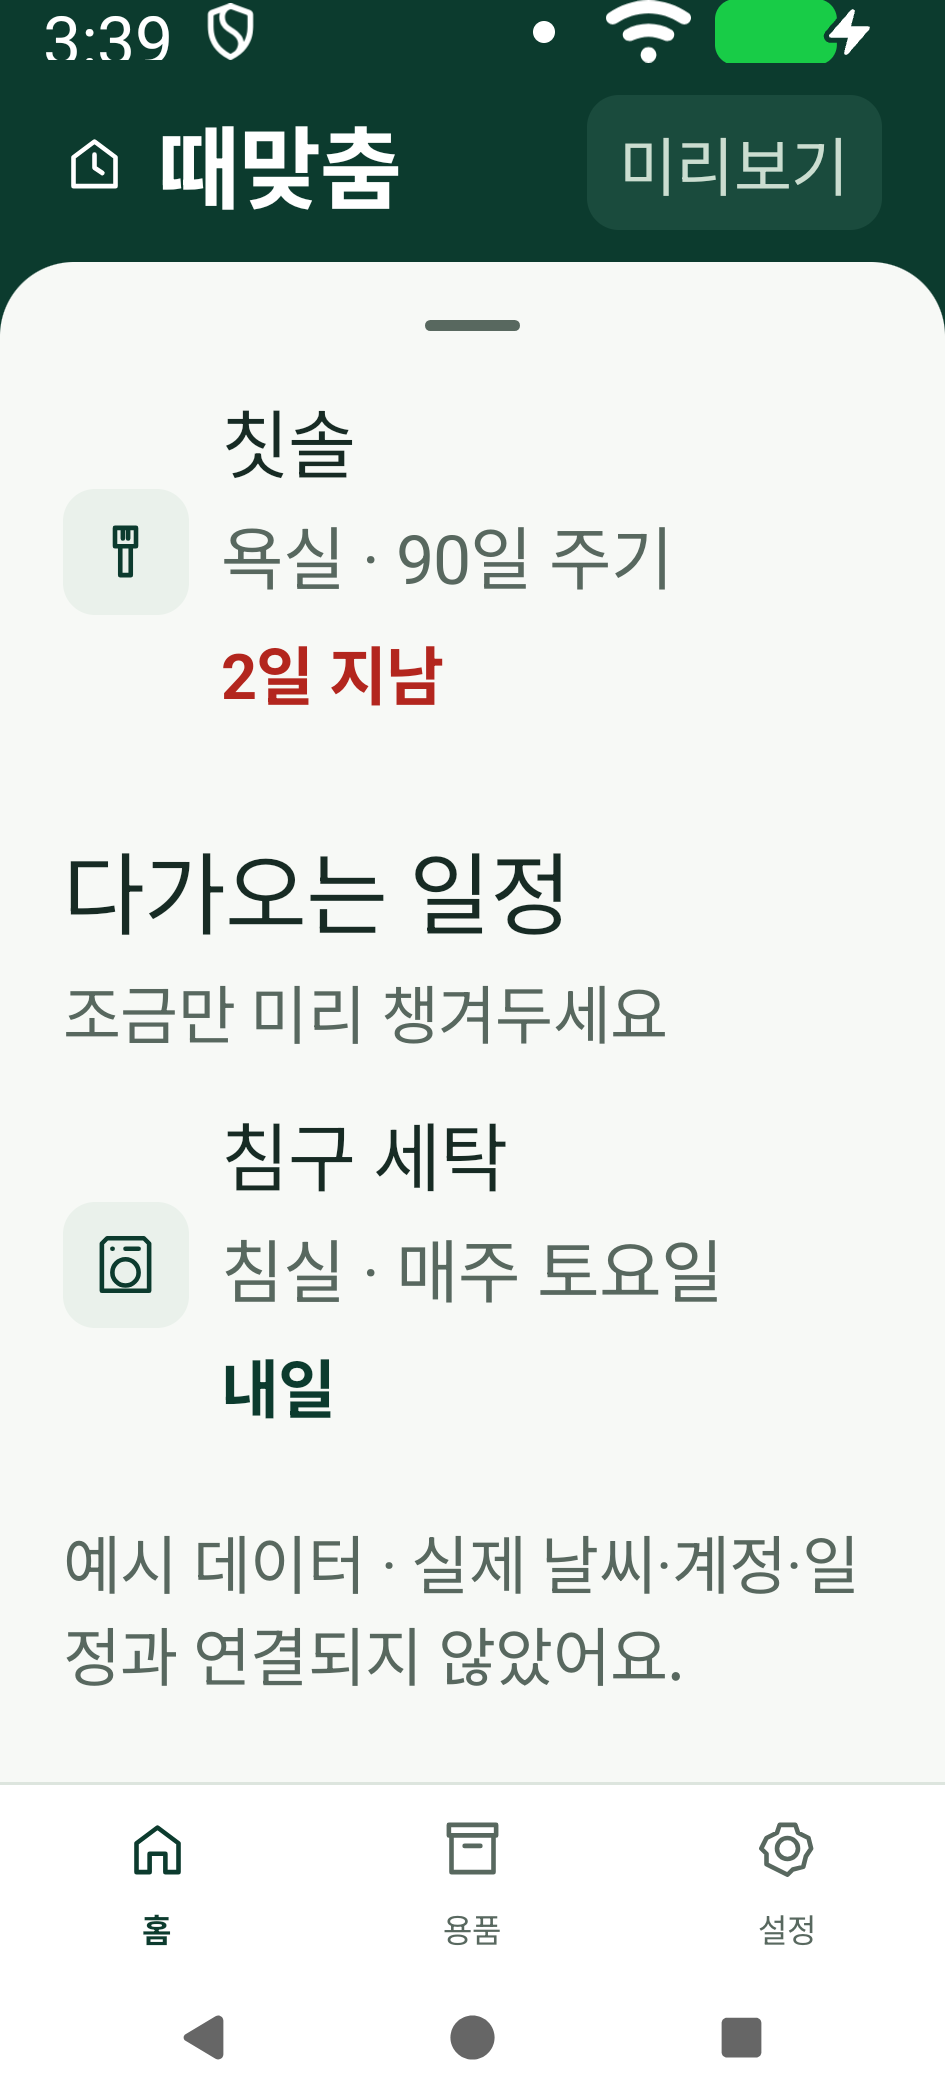 3:39
때맞춤
미리보기
칫솔
욕실 · 90일 주기
2일 지남
다가오는 일정
조금만 미리 챙겨두세요
침구 세탁
침실 · 매주 토요일
내일
예시 데이터 · 실제 날씨·계정·일
정과 연결되지 않았어요.
홈
용품
설정